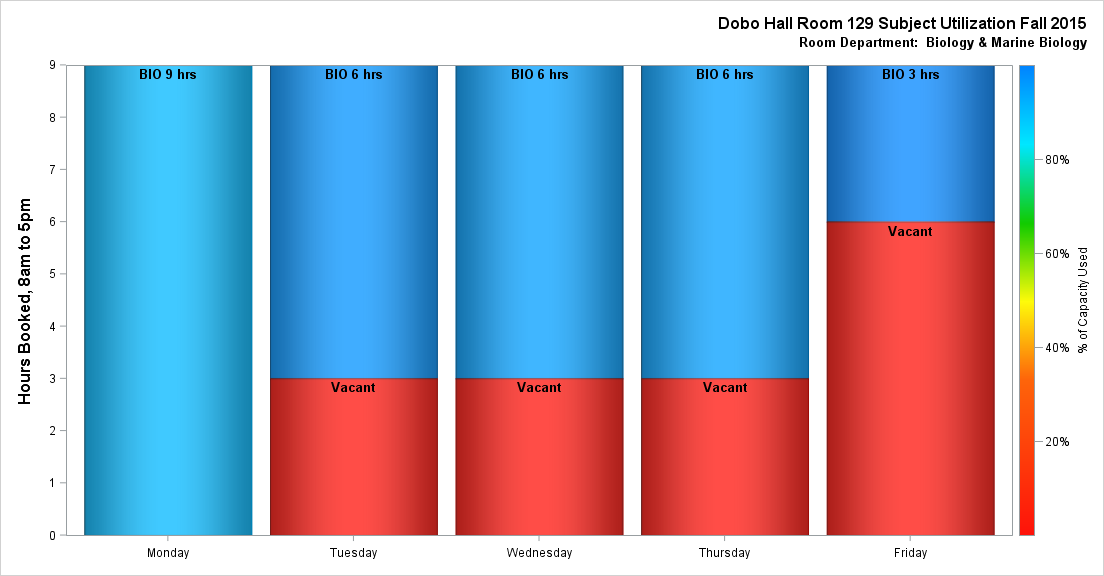 Dobo Hall Room 129 Subject Utilization Fall 2015
Room Department:  Biology & Marine Biology
Hours Booked, 8am to 5pm
9
8
7
6
5
4
3
2
1
0
BIO 9 hrs
BIO 6 hrs
BIO 6 hrs
BIO 6 hrs
BIO 3 hrs
Vacant
Vacant
Vacant
Vacant
Monday
Tuesday
Wednesday
Thursday
Friday
80%
60%
40%
20%
% of Capacity Used